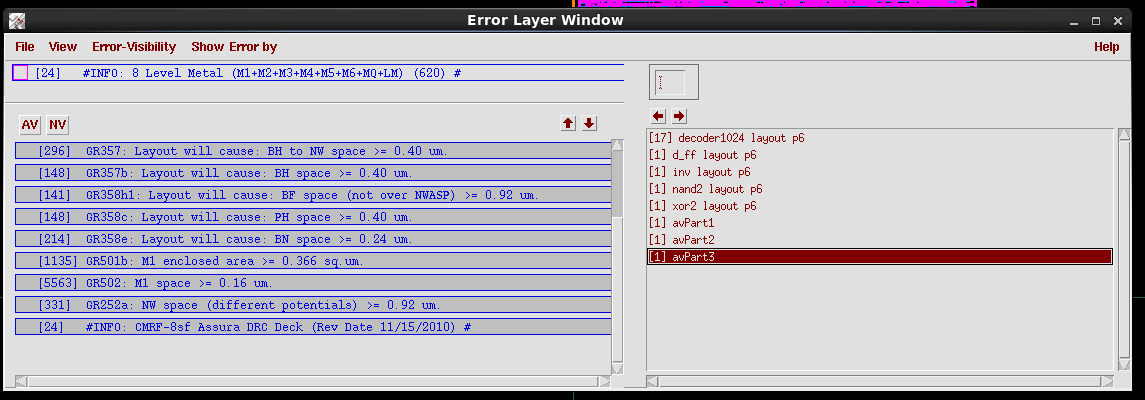 Error Layer Window
File View Error-Visibility Show Error by Help
[24] #INFO: 8 Level Metal (M1+M2+M3+M4+M5+M6+MQ+LM) (620) #
AV NV
[296] GR357: Layout will cause: BH to NW space >= 0.40 um.
[148] GR357b: Layout will cause: BH space >= 0.40 um.
[141] GR358h1: Layout will cause: BF space (not over NWASP) >= 0.92 um.
[148] GR358c: Layout will cause: PH space >= 0.40 um.
[214] GR358e: Layout will cause: BN space >= 0.24 um.
[1135] GR501b: M1 enclosed area >= 0.366 sq.um.
[5563] GR502: M1 space >= 0.16 um.
[331] GR252a: NW space (different potentials) >= 0.92 um.
[24] #INFO: CMRF-8sf Assura DRC Deck (Rev Date 11/15/2010) #
[17] decoder1024 layout p6
[1] d_ff layout p6
[1] inv layout p6
[1] nand2 layout p6
[1] xor2 layout p6
[1] avPart1
[1] avPart2
[1] avPart3